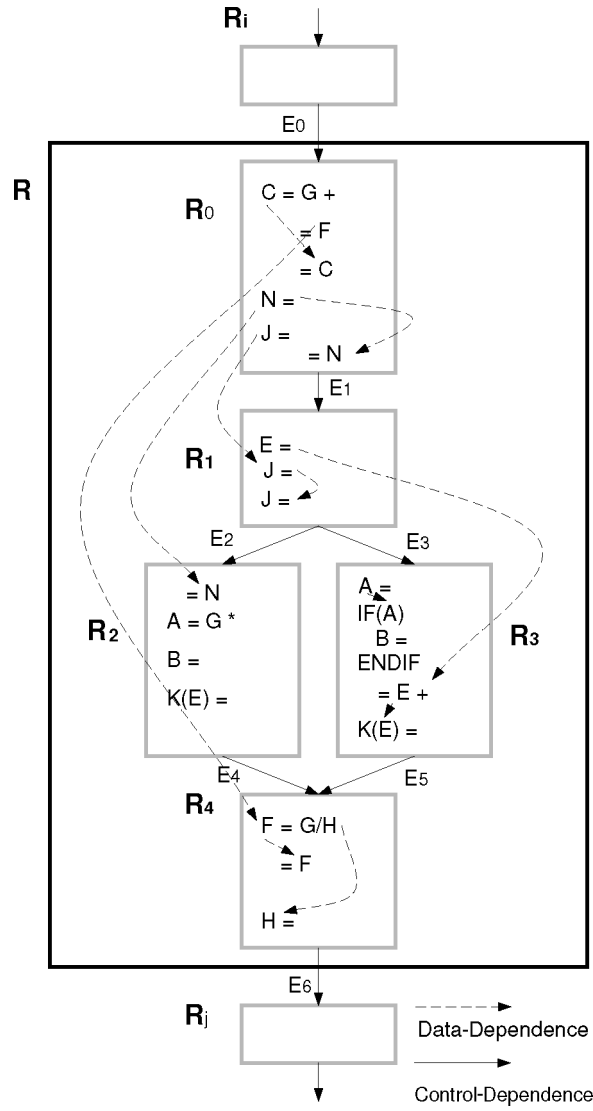 Ri
E0
R
R0
C = G +
= F
= C
N =
J =
= N
E1
R1
E =
J =
J =
E2
E3
R2
= N
A = G *
B =
K(E) =
R3
A =
IF(A)
B =
ENDIF
= E +
K(E) =
E4
E5
R4
F = G/H
= F
H =
E6
Rj
Data-Dependence
Control-Dependence